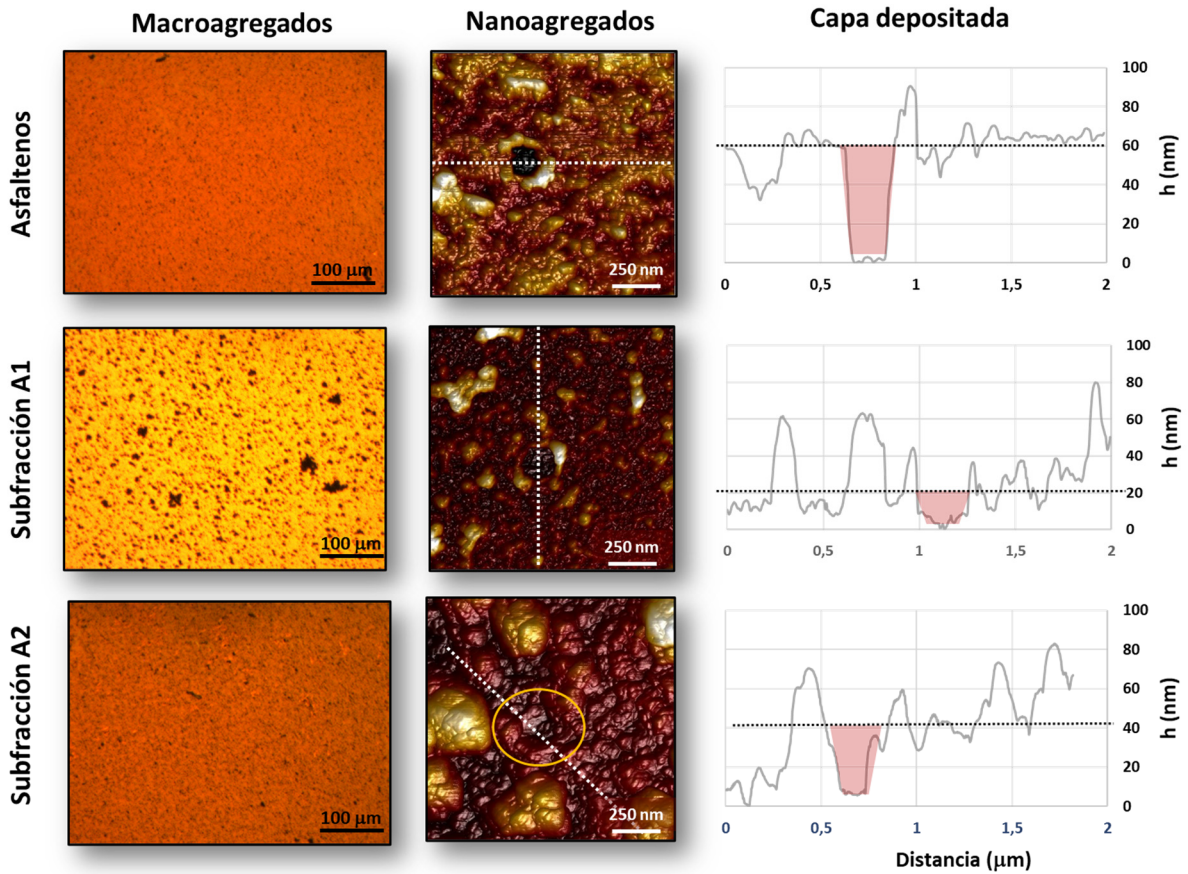 Macroagregados
Nanoagregados
Capa depositada
Asfaltenos
100 µm
250 nm
100
80
60
40
20
0
h (nm)
0
0,5
1
1,5
2
Subfracción A1
100 µm
250 nm
100
80
60
40
20
0
h (nm)
0
0,5
1
1,5
2
Subfracción A2
100 µm
250 nm
100
80
60
40
20
0
h (nm)
0
0,5
1
1,5
2
Distancia (µm)